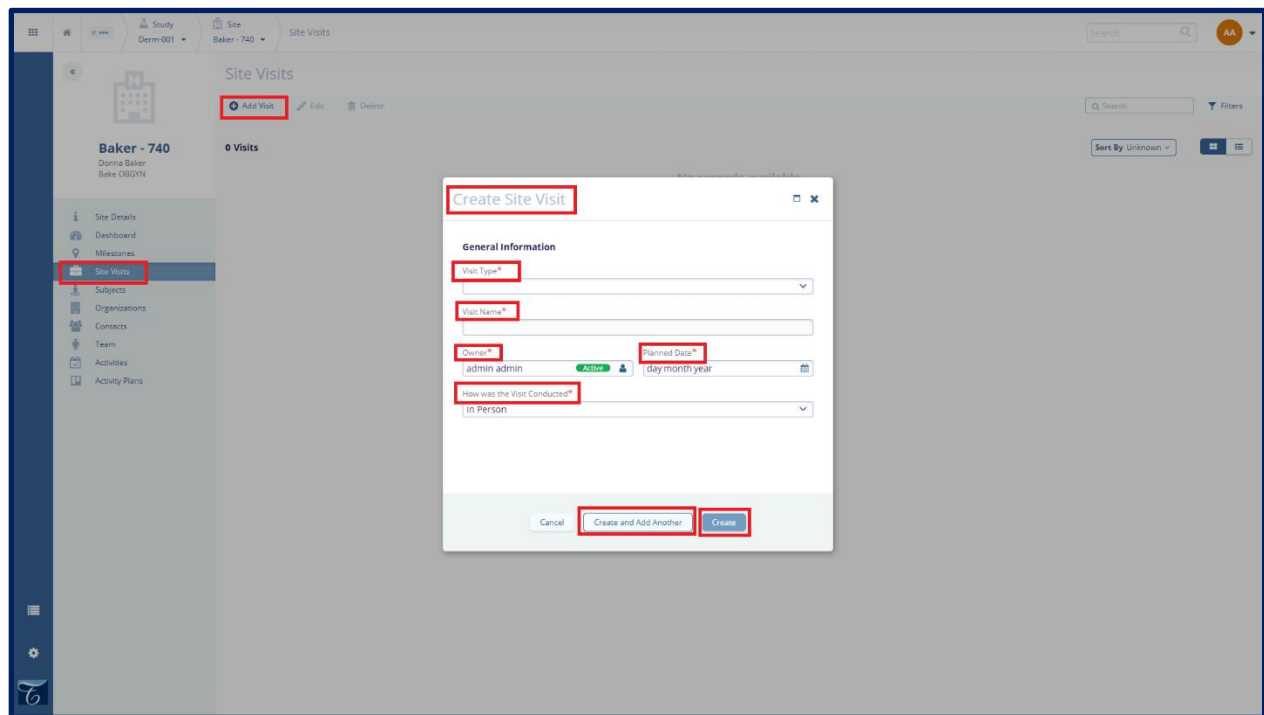 Study
Derm-001
Site
Baker - 740
Site Visits
Search
AA
Site Visits
Add Visit Edit Delete
Search
Filters
Baker - 740
Donna Baker
Bake OBGYN
0 Visits
Sort By Unknown
No records available
Site Details
Dashboard
Milestones
Site Visits
Subjects
Organizations
Contacts
Team
Activities
Activity Plans
Create Site Visit
General Information
Visit Type*
Visit Name*
Owner* Planned Date*
admin admin Active day month year
How was the Visit Conducted*
In Person
Cancel Create and Add Another Create